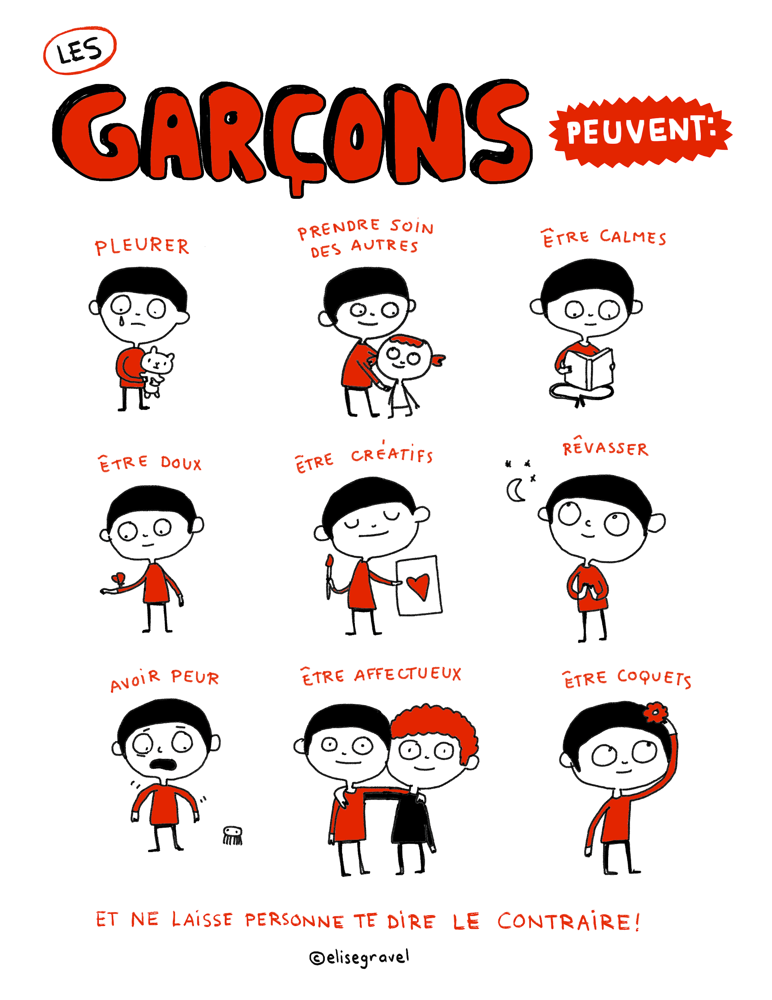 LES
GARÇONS
PEUVENT:
PLEURER
PRENDRE SOIN
DES AUTRES
ÊTRE CALMES
ÊTRE DOUX
ÊTRE CRÉATIFS
RÊVASSER
AVOIR PEUR
ÊTRE AFFECTUEUX
ÊTRE COQUETS
ET NE LAISSE PERSONNE TE DIRE LE CONTRAIRE!
©elisegravel